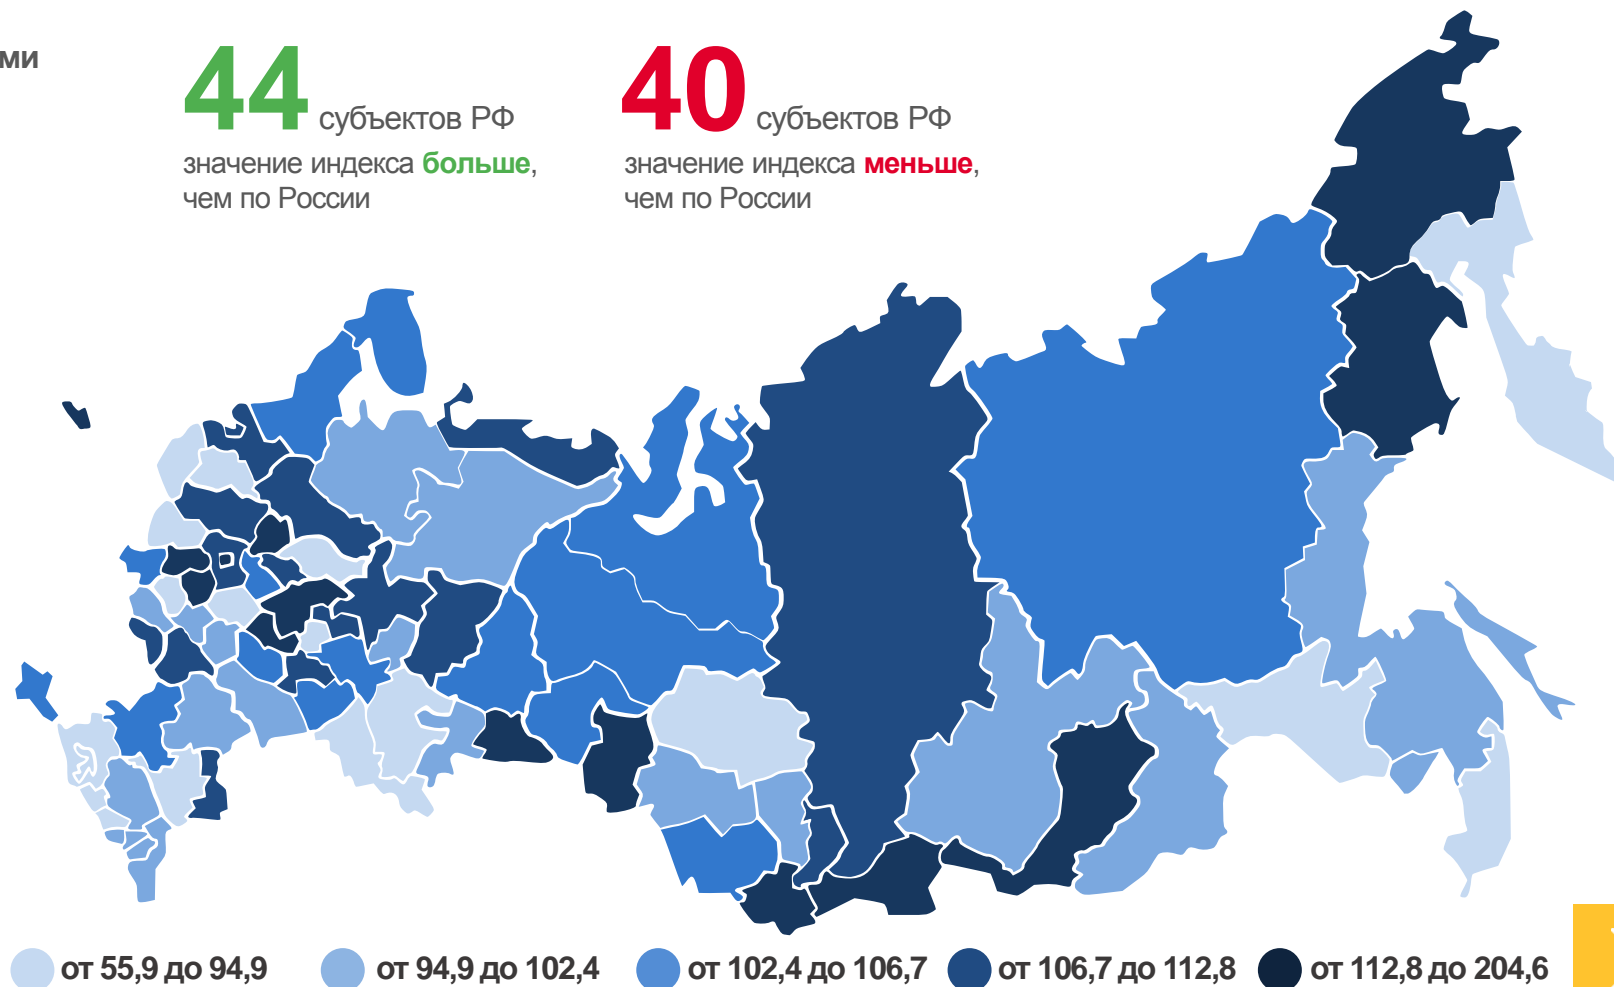 ми
44 субъектов РФ
значение индекса больше,
чем по России
40 субъектов РФ
значение индекса меньше,
чем по России
от 55,9 до 94,9
от 94,9 до 102,4
от 102,4 до 106,7
от 106,7 до 112,8
от 112,8 до 204,6